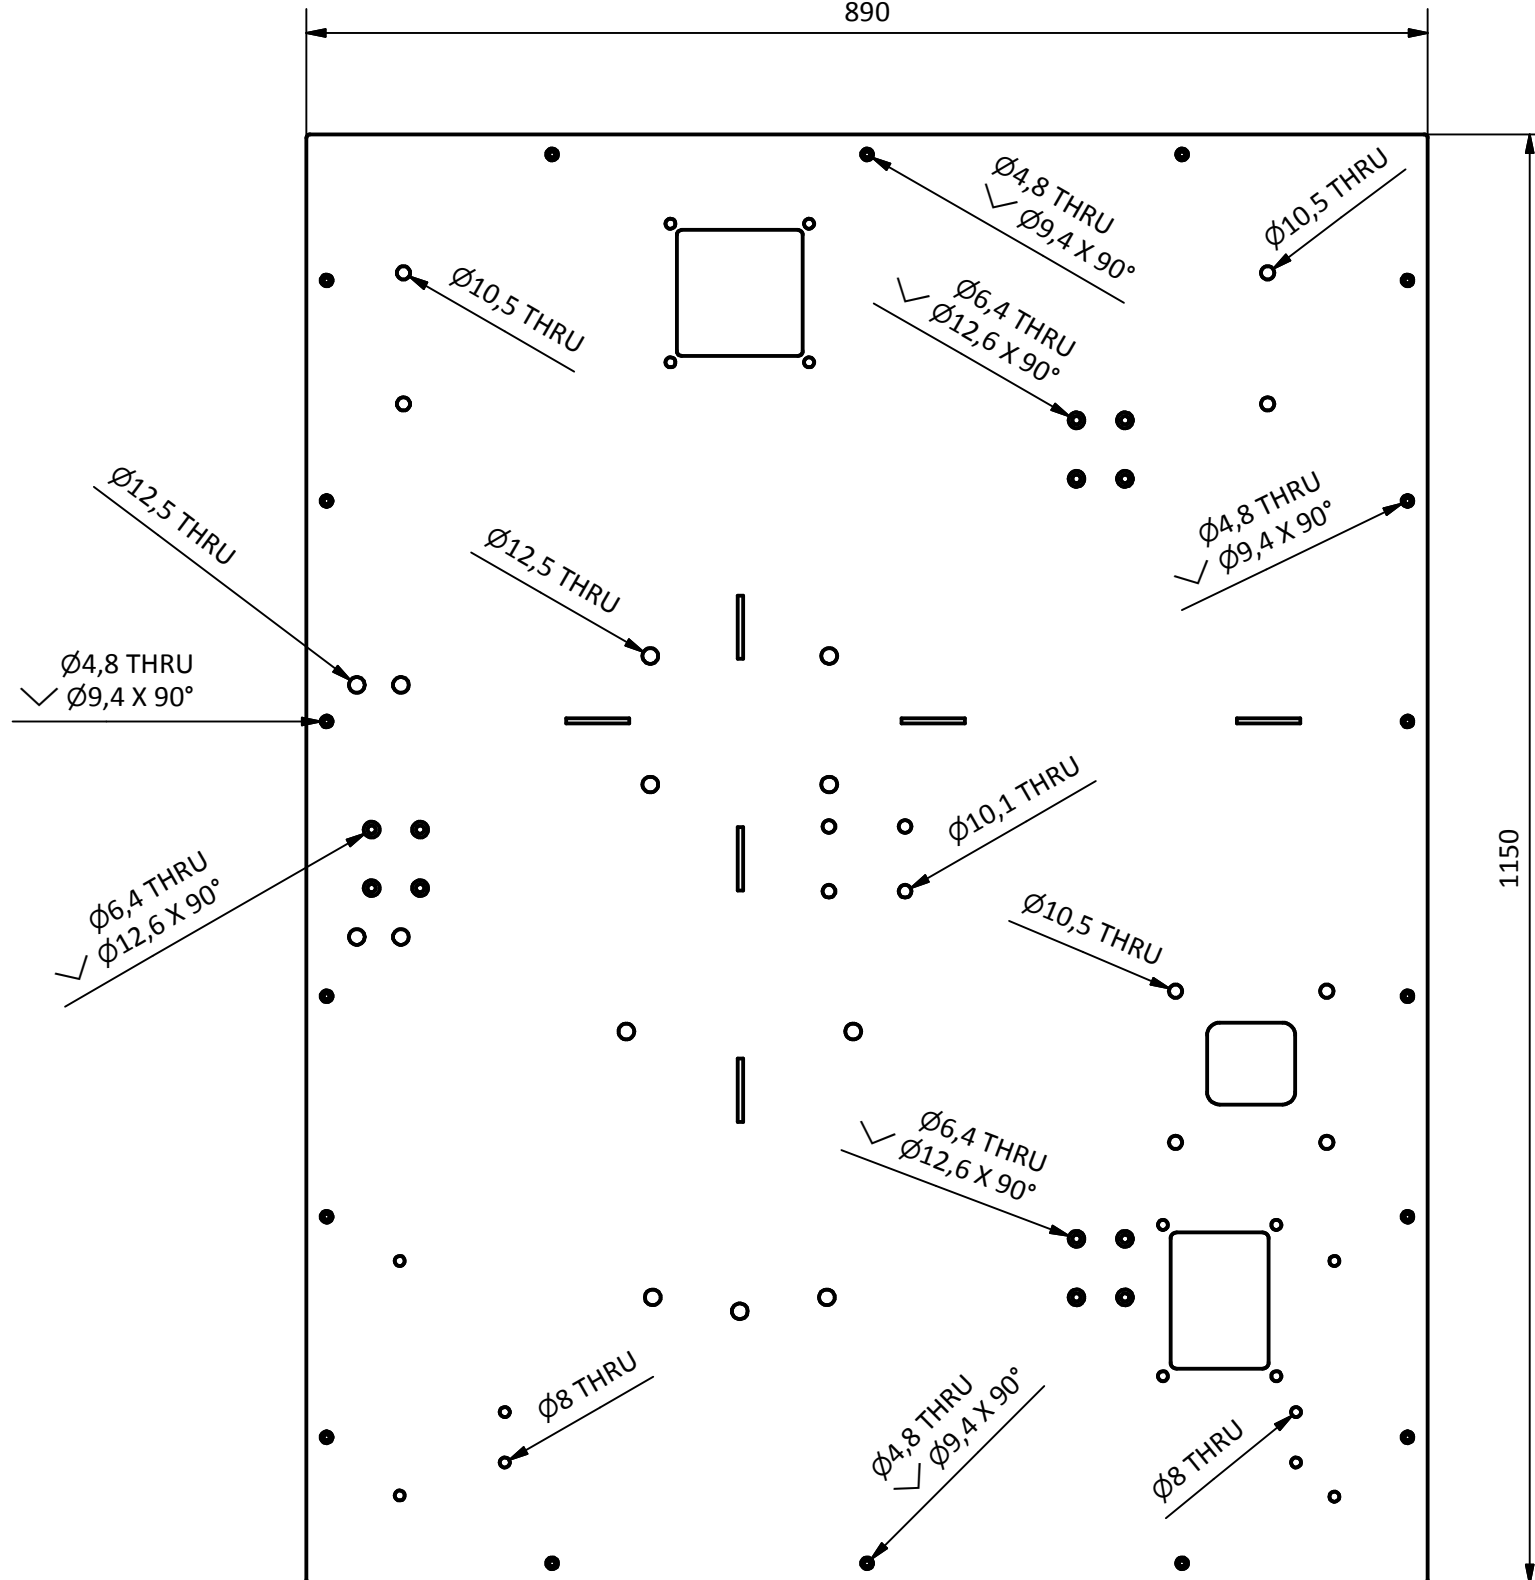 890
Ø4,8 THRU
Ø9,4 X 90°
Ø10,5 THRU
Ø10,5 THRU
Ø6,4 THRU
Ø12,6 X 90°
Ø12,5 THRU
Ø12,5 THRU
Ø4,8 THRU
Ø9,4 X 90°
Ø4,8 THRU
Ø9,4 X 90°
Ø10,1 THRU
1150
Ø6,4 THRU
Ø12,6 X 90°
Ø10,5 THRU
Ø6,4 THRU
Ø12,6 X 90°
Ø8 THRU
Ø4,8 THRU
Ø9,4 X 90°
Ø8 THRU